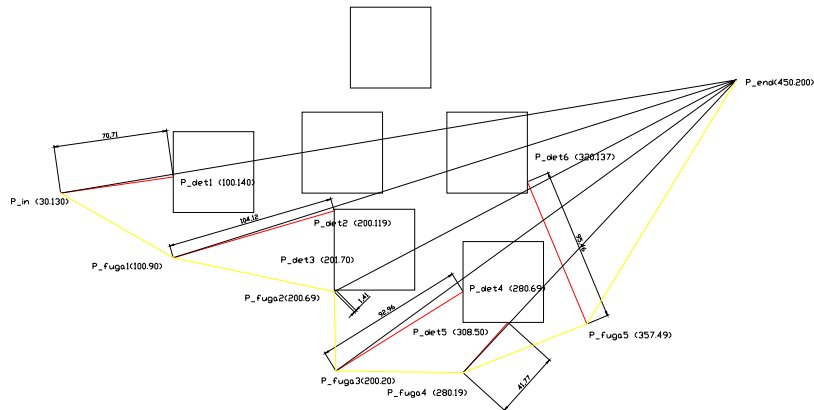 P_end(450.200)
70.71
P_det6 (320.137)
P_det1 (100.140)
P_in (30.130)
104.12
P_det2 (200.119)
95.46
P_det3 (201.70)
P_fuga1(100.90)
P_det4 (280.69)
P_fuga2(200.69)
1.41
92.96
P_det5 (308.50)
P_fuga5 (357.49)
P_fuga3(200.20)
41.77
P_fuga4 (280.19)